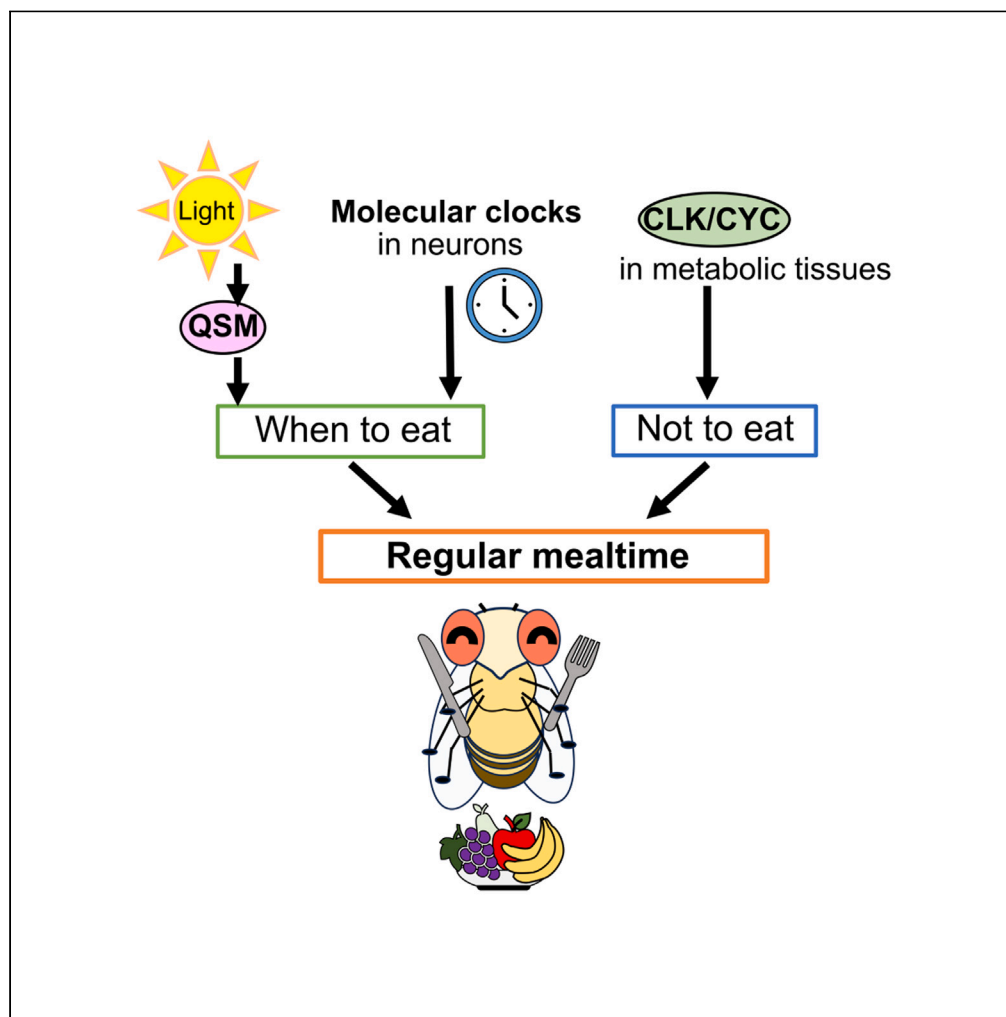 Light
QSM
Molecular clocks
in neurons
CLK/CYC
in metabolic tissues
When to eat
Not to eat
Regular mealtime